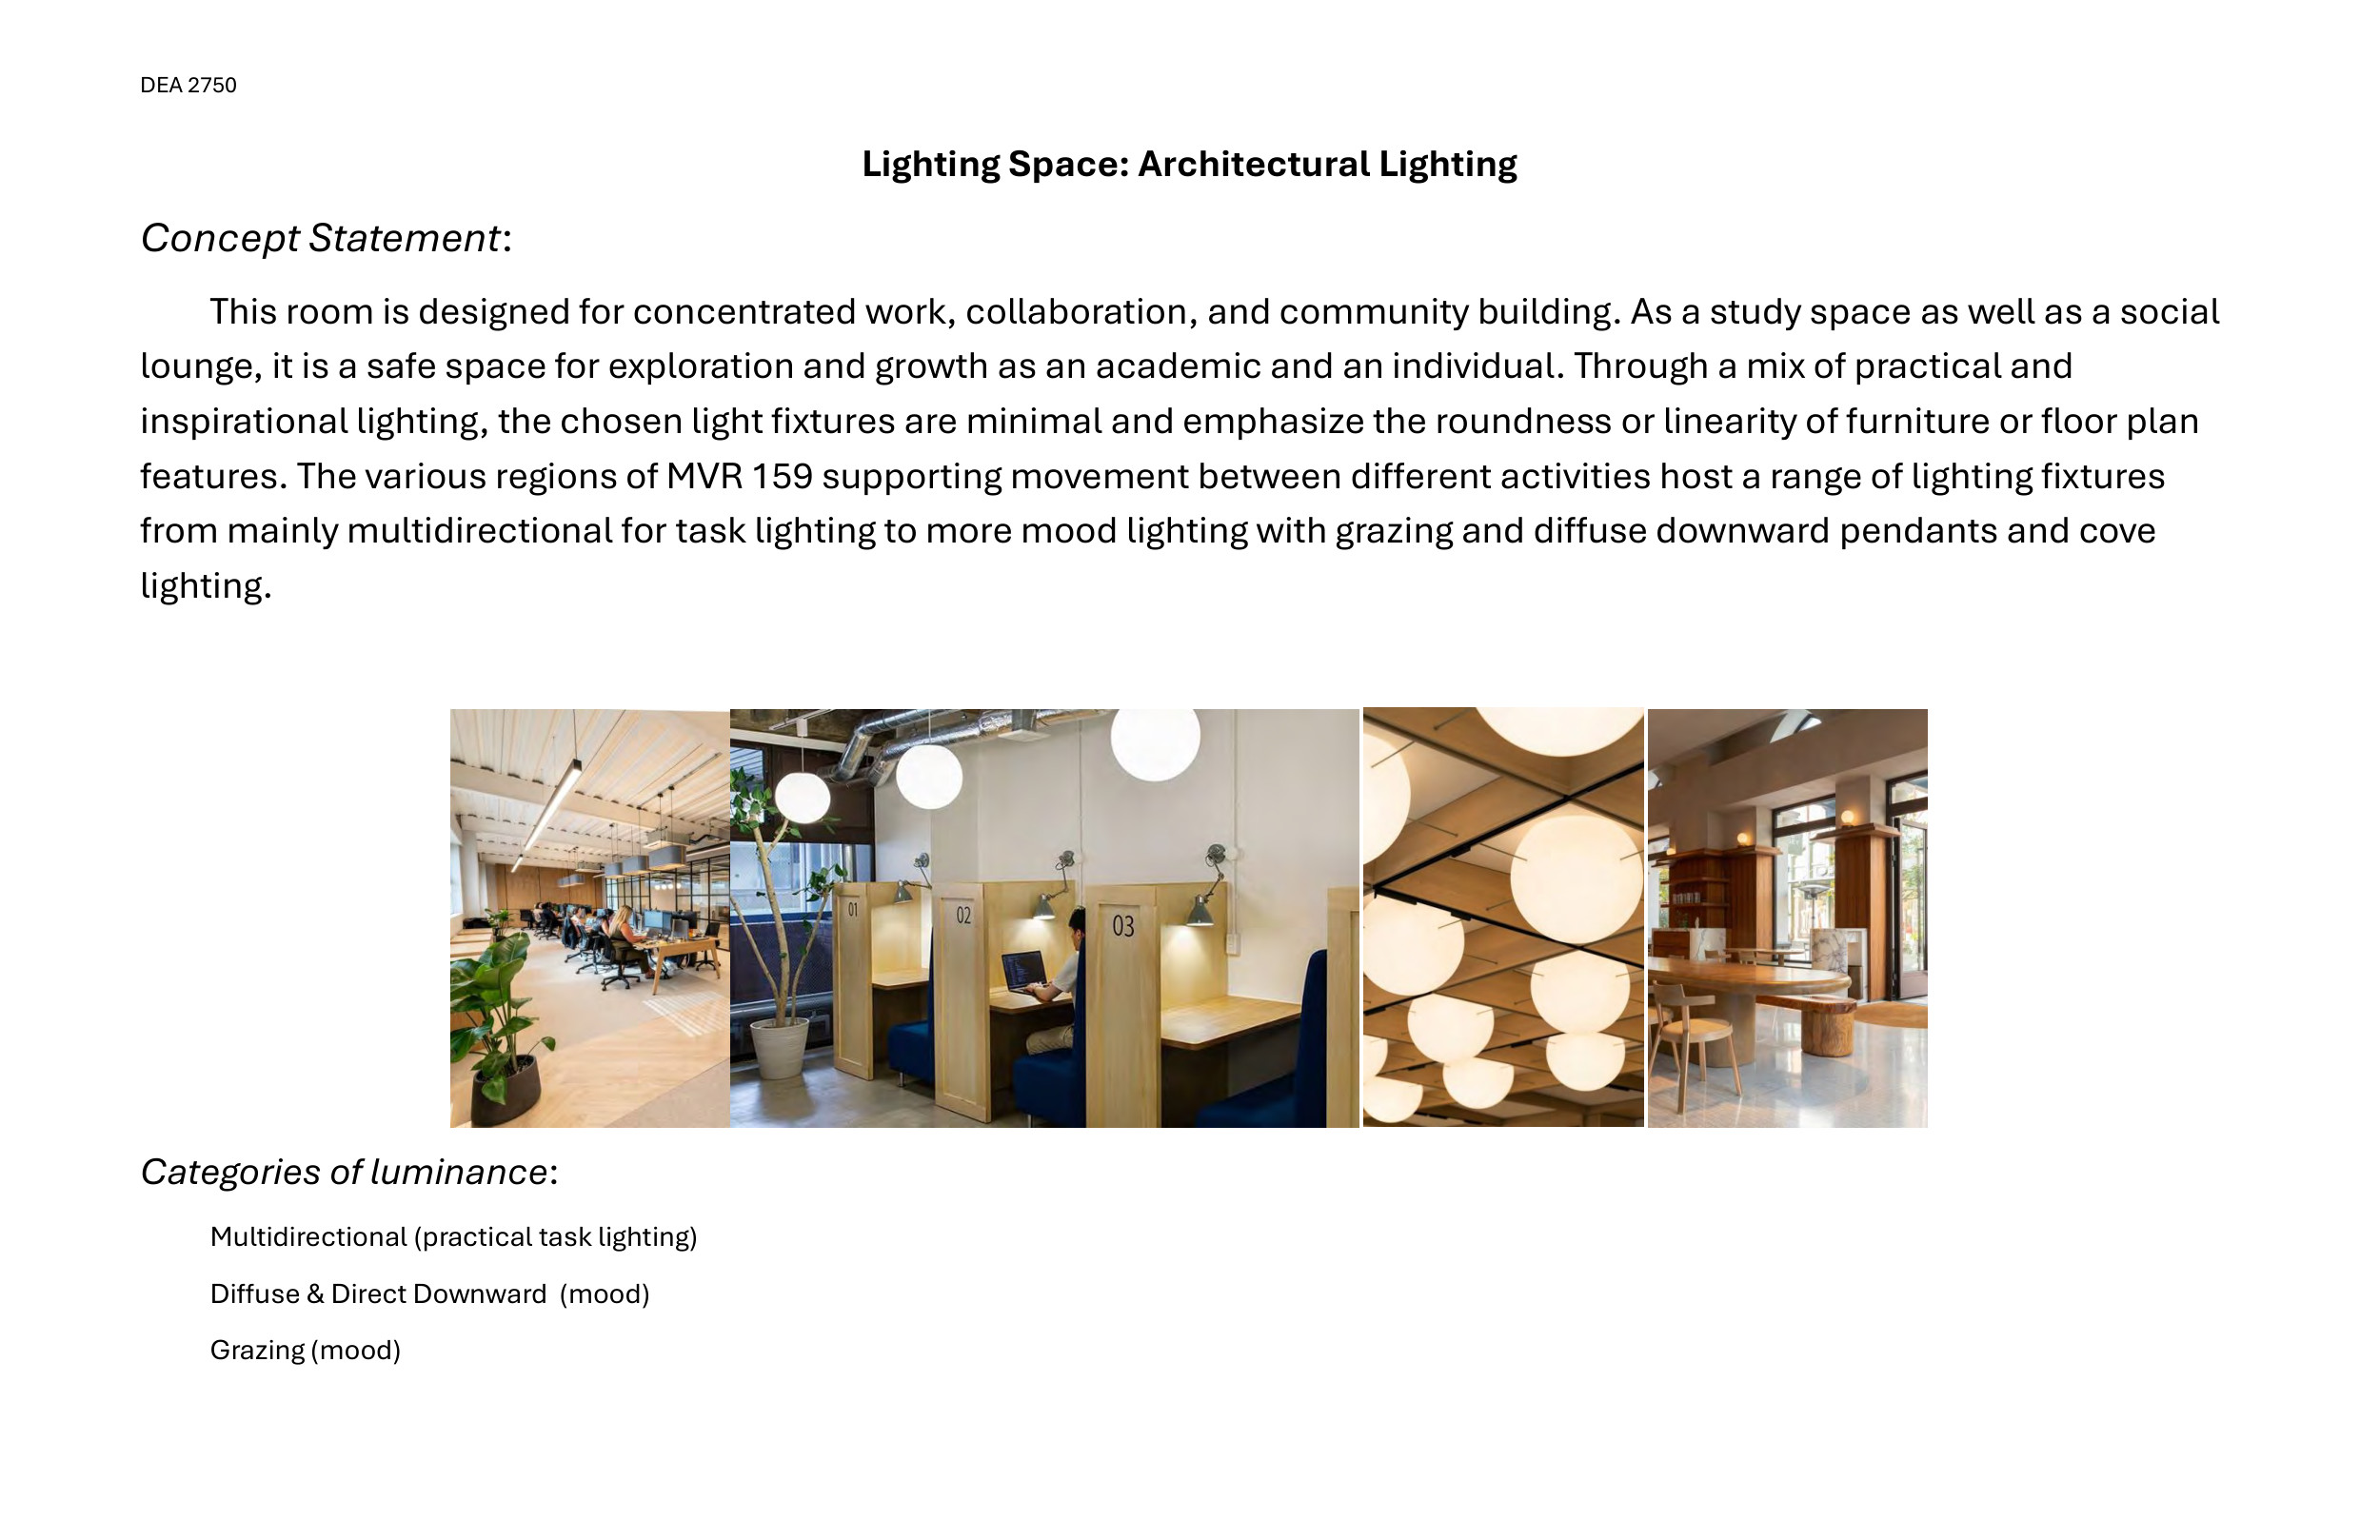 DEA 2750
Lighting Space: Architectural Lighting
Concept Statement:
This room is designed for concentrated work, collaboration, and community building. As a study space as well as a social
lounge, it is a safe space for exploration and growth as an academic and an individual. Through a mix of practical and
inspirational lighting, the chosen light fixtures are minimal and emphasize the roundness or linearity of furniture or floor plan
features. The various regions of MVR 159 supporting movement between different activities host a range of lighting fixtures
from mainly multidirectional for task lighting to more mood lighting with grazing and diffuse downward pendants and cove
lighting.
01
02
03
Categories of luminance:
Multidirectional (practical task lighting)
Diffuse & Direct Downward  (mood)
Grazing (mood)